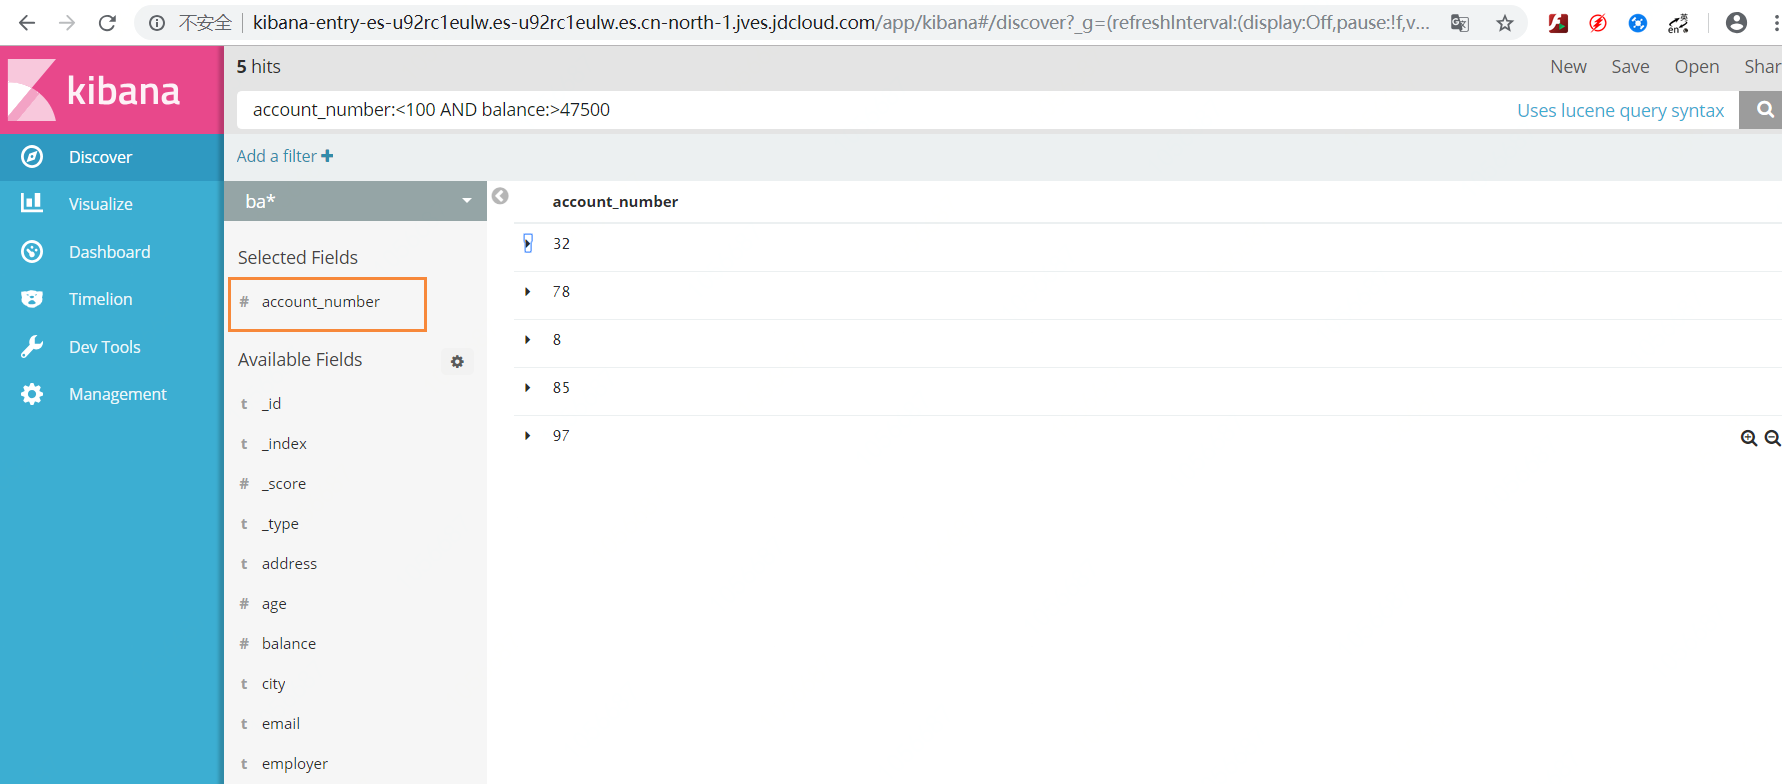 不安全 kibana-entry-es-u92rc1eulw.es-u92rc1eulw.es.cn-north-1.jvessel.jdcloud.com/app/kibana#/discover?_g=(refreshInterval:(display:Off,pause:!f,v...
英
en
kibana
5 hits
New Save Open Shar
account_number:<100 AND balance:>47500
Uses lucene query syntax
Discover
Add a filter +
Visualize
Dashboard
Timelion
Dev Tools
Management
ba*
Selected Fields
# account_number
Available Fields
t _id
t _index
# _score
t _type
t address
# age
# balance
t city
t email
t employer
account_number
32
78
8
85
97